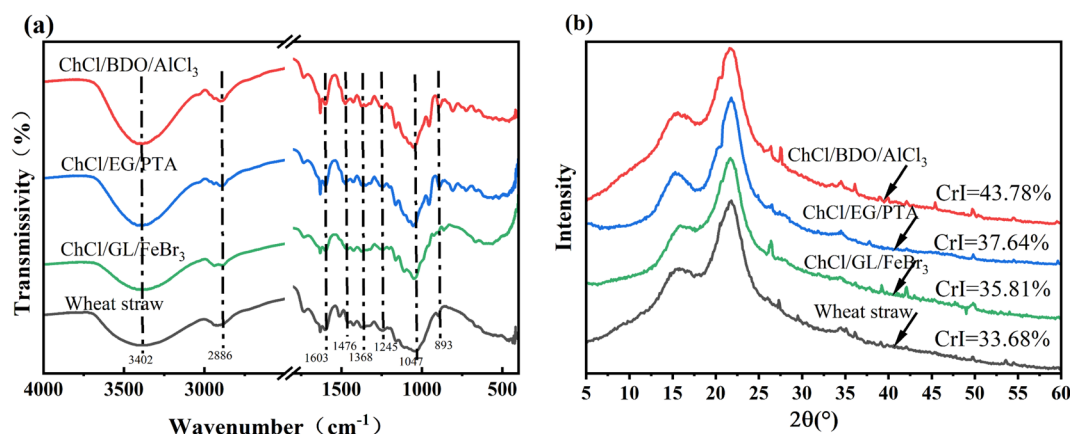 (a)
ChCl/BDO/AlCl₃
ChCl/EG/PTA
ChCl/GL/FeBr₃
Wheat straw
3402
2886
1603
1476
1368
1245
1047
893
4000 3000 1500 1000 500
Wavenumber（cm⁻¹）
Transmissivity（%）
(b)
ChCl/BDO/AlCl₃
CrI=43.78%
ChCl/EG/PTA
CrI=37.64%
ChCl/GL/FeBr₃
CrI=35.81%
Wheat straw
CrI=33.68%
5 10 15 20 25 30 35 40 45 50 55 60
2θ(°)
Intensity